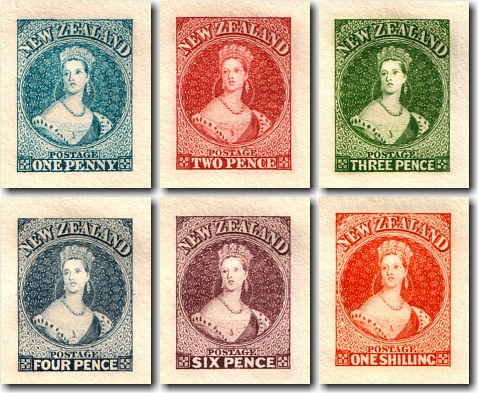 NEW ZEALAND
POSTAGE
ONE PENNY
NEW ZEALAND
POSTAGE
TWO PENCE
NEW ZEALAND
POSTAGE
THREE PENCE
NEW ZEALAND
POSTAGE
FOUR PENCE
NEW ZEALAND
POSTAGE
SIX PENCE
NEW ZEALAND
POSTAGE
ONE SHILLING